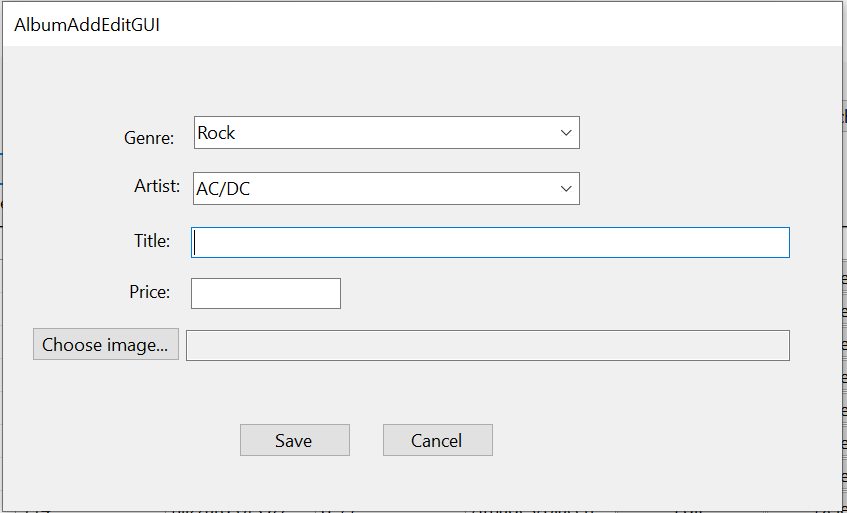 AlbumAddEditGUI
Genre: Rock
Artist: AC/DC
Title:
Price:
Choose image...
Save Cancel